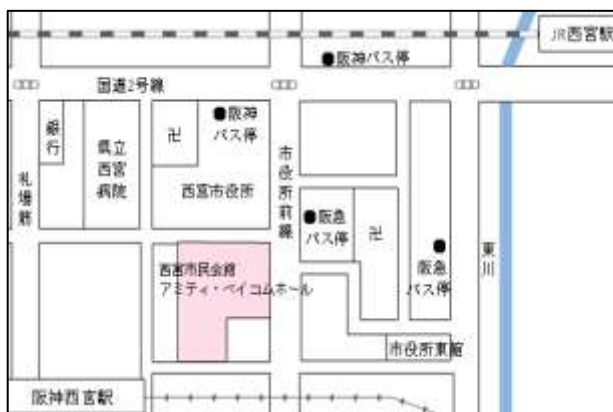 JR西宮駅
阪神バス停
国道2号線
銀行
県立
西宮
病院
卍
阪神
バス停
西宮市役所
市役所前線
札場筋
阪急
バス停
卍
阪急
バス停
東川
西宮市民会館
アミティ・ベイコムホール
市役所東館
阪神西宮駅